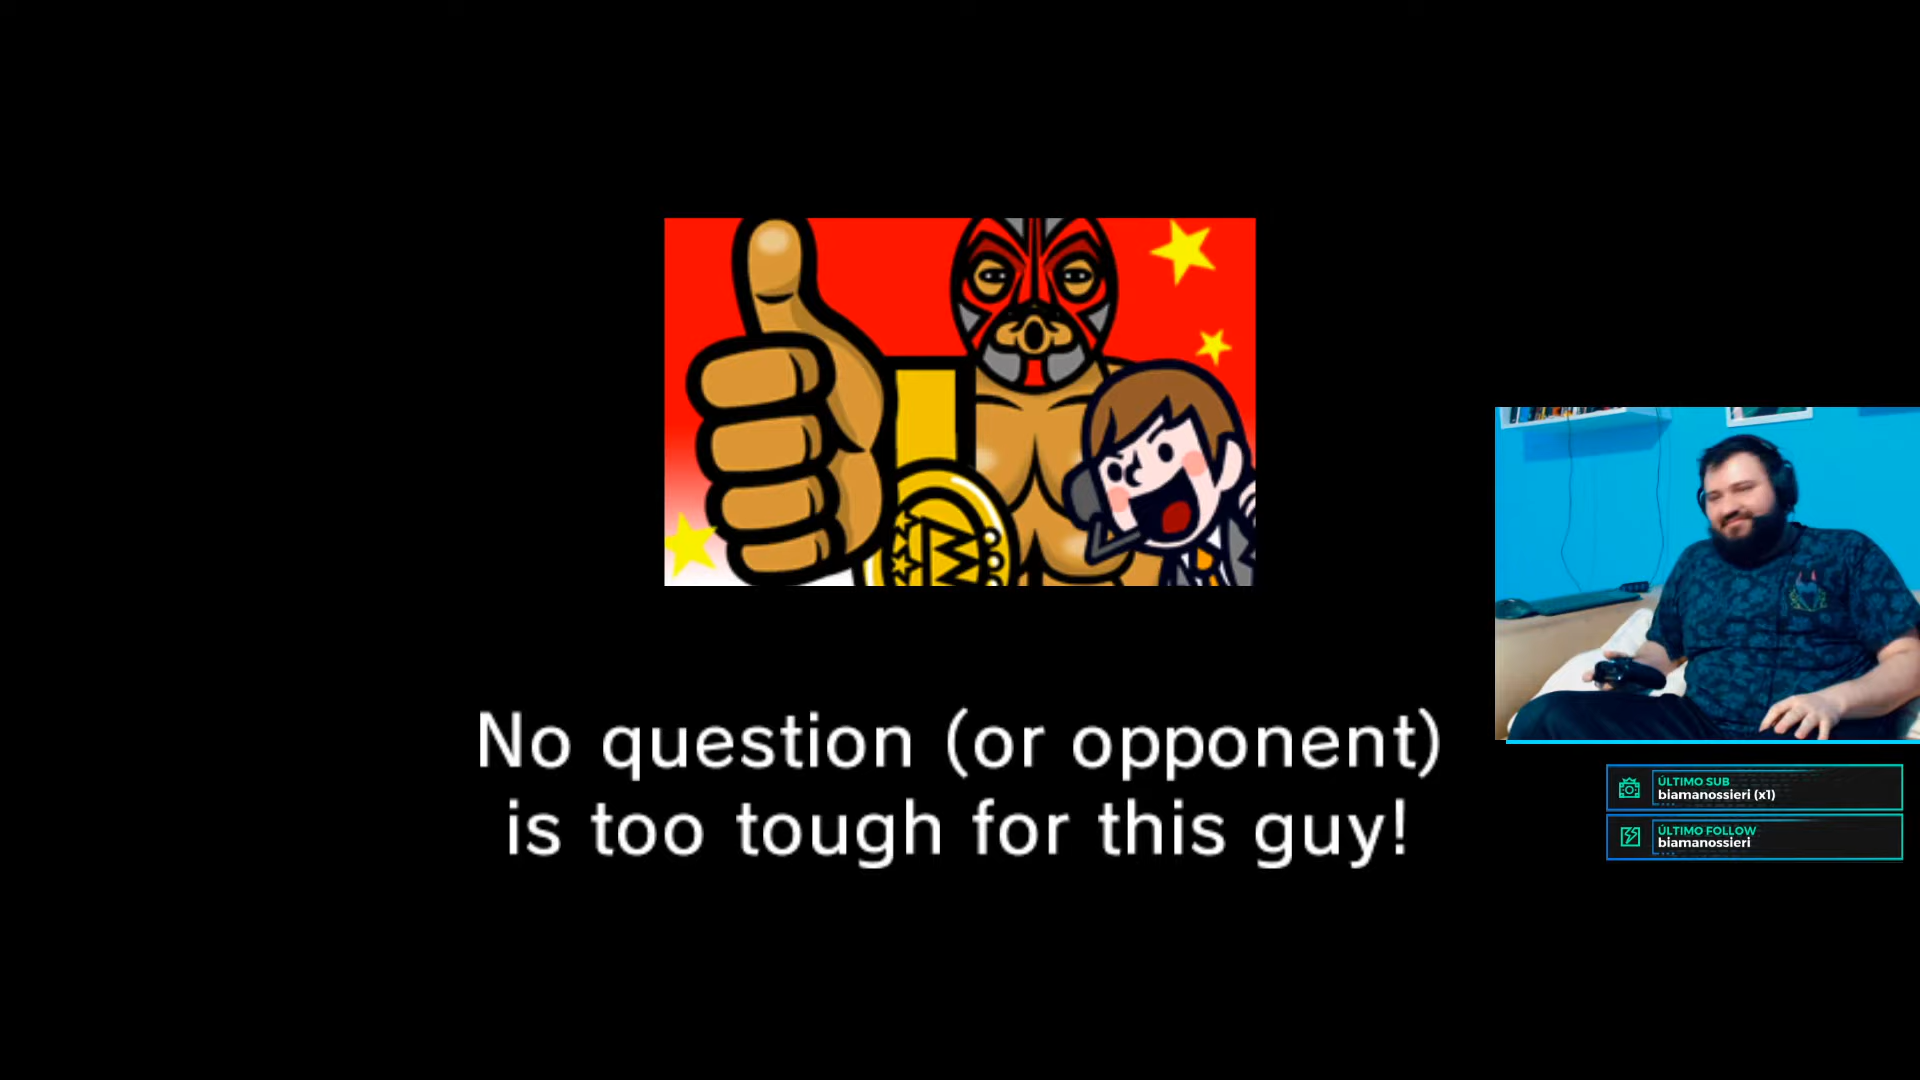 No question (or opponent)
is too tough for this guy!
ÚLTIMO SUB
biamanossieri (x1)
ÚLTIMO FOLLOW
biamanossieri